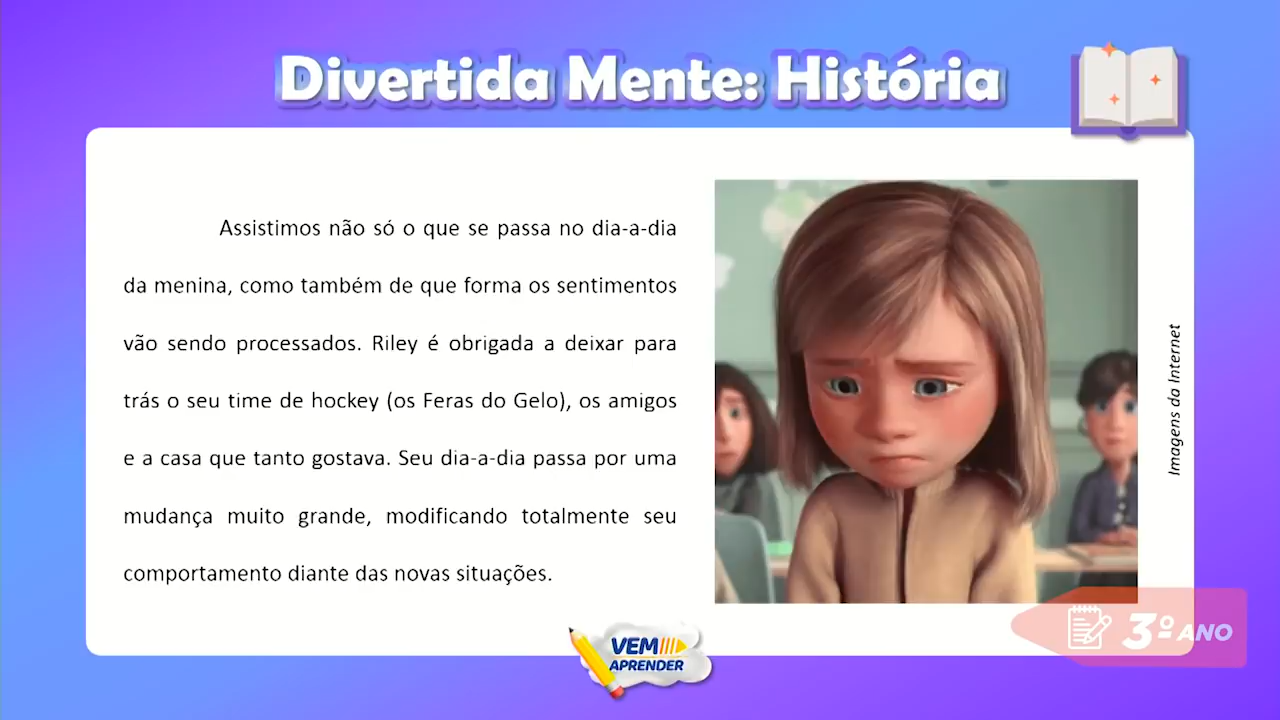 Divertida Mente: História
Assistimos não só o que se passa no dia-a-dia
da menina, como também de que forma os sentimentos
vão sendo processados. Riley é obrigada a deixar para
trás o seu time de hockey (os Feras do Gelo), os amigos
e a casa que tanto gostava. Seu dia-a-dia passa por uma
mudança muito grande, modificando totalmente seu
comportamento diante das novas situações.
Imagens da Internet
3º ANO
VEM
APRENDER